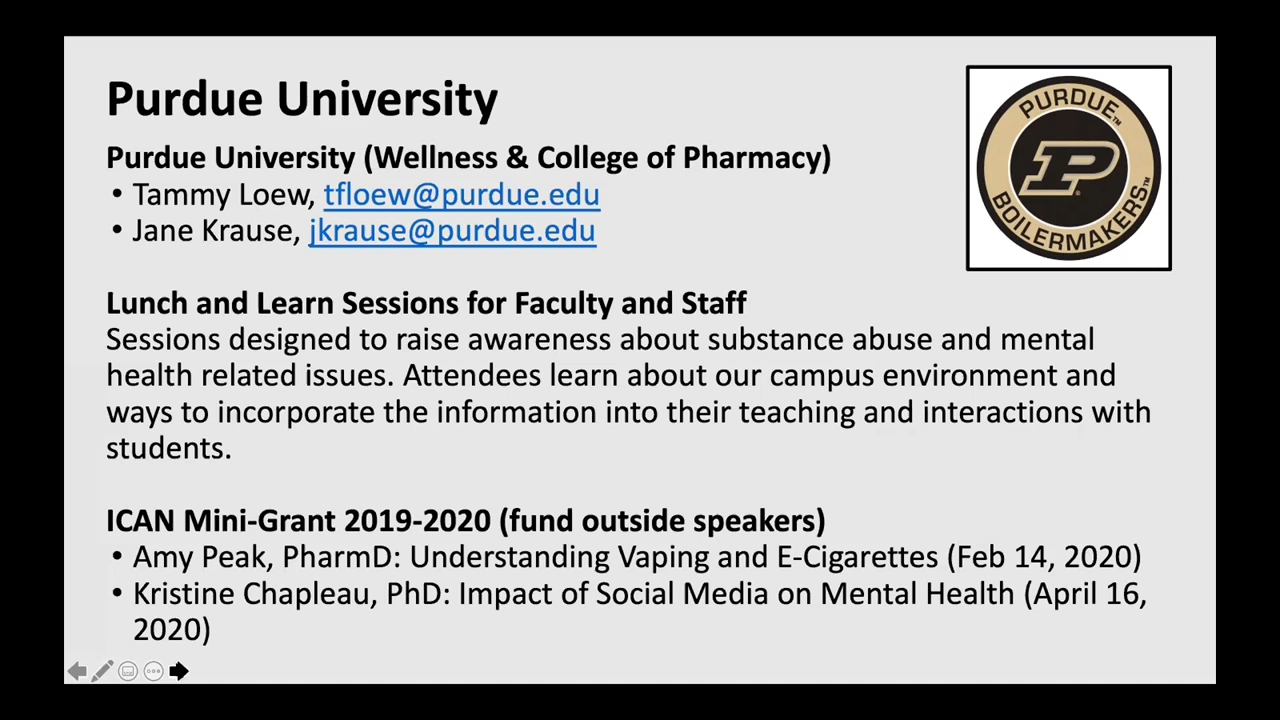 Purdue University
Purdue University (Wellness & College of Pharmacy)
• Tammy Loew, tfloew@purdue.edu
• Jane Krause, jkrause@purdue.edu
Lunch and Learn Sessions for Faculty and Staff
Sessions designed to raise awareness about substance abuse and mental
health related issues. Attendees learn about our campus environment and
ways to incorporate the information into their teaching and interactions with
students.
ICAN Mini-Grant 2019-2020 (fund outside speakers)
• Amy Peak, PharmD: Understanding Vaping and E-Cigarettes (Feb 14, 2020)
• Kristine Chapleau, PhD: Impact of Social Media on Mental Health (April 16,
2020)
PURDUE™
P®
BOILERMAKERS™